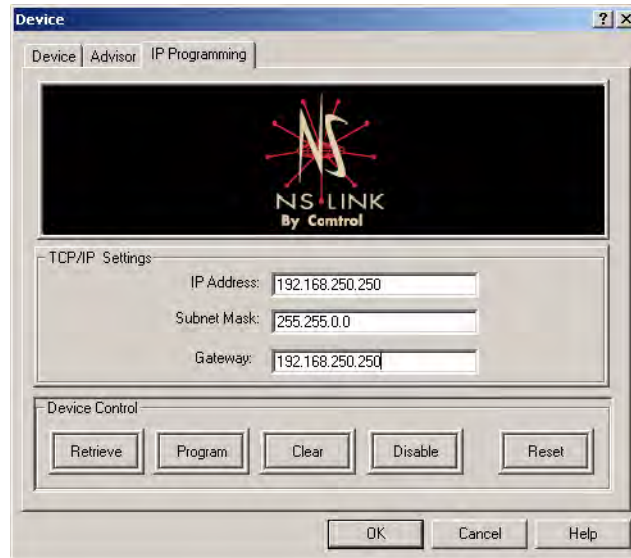 Device
? ×
Device Advisor IP Programming
NS
NS LINK
By Comtrol
TCP/IP Settings
IP Address: 192.168.250.250
Subnet Mask: 255.255.0.0
Gateway: 192.168.250.250
Device Control
Retrieve Program Clear Disable Reset
OK Cancel Help